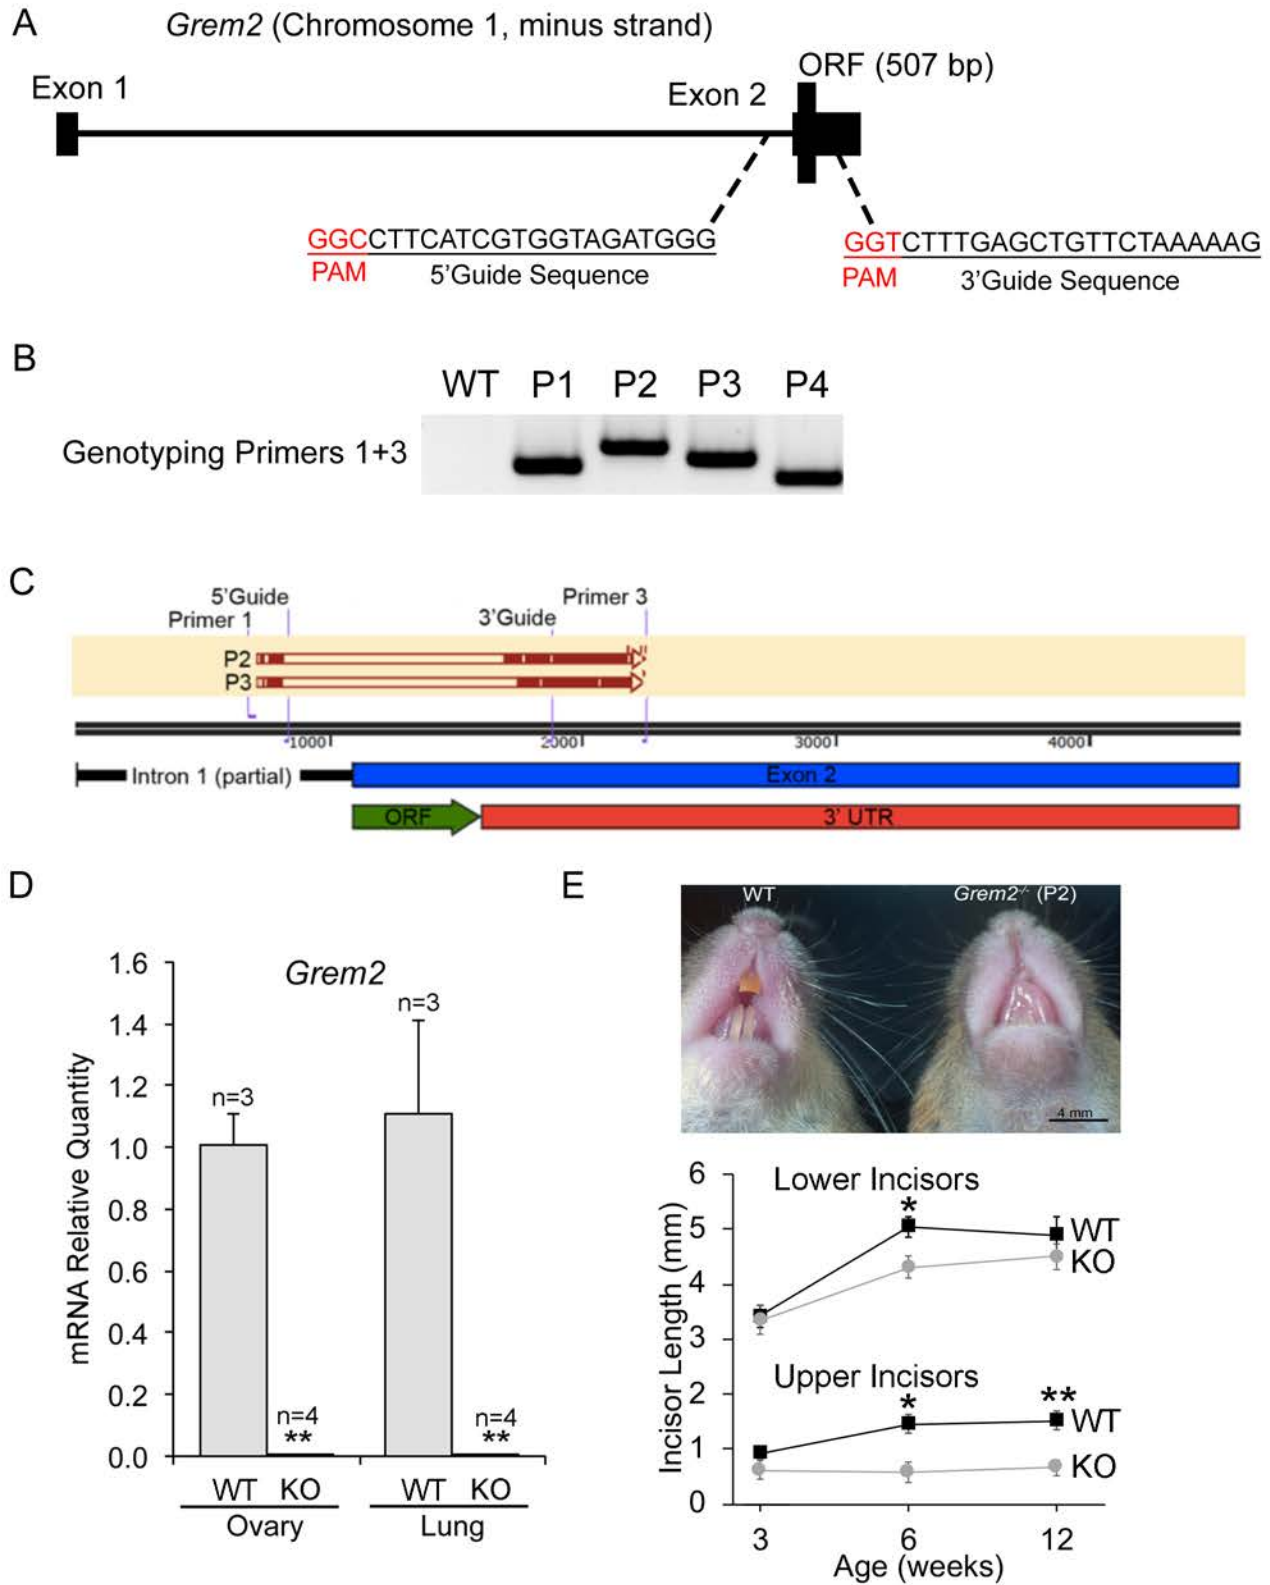 A
Grem2 (Chromosome 1, minus strand)
Exon 1
Exon 2
ORF (507 bp)
GGCCTTCATCGTGGTAGATGGG
PAM
5'Guide Sequence
GGTCTTTGAGCTGTTCTAAAAAG
PAM
3'Guide Sequence
B
WT P1 P2 P3 P4
Genotyping Primers 1+3
C
5'Guide
Primer 1
3'Guide
Primer 3
P2
P3
1000 2000 3000 4000
Intron 1 (partial)
Exon 2
ORF
3' UTR
D
Grem2
mRNA Relative Quantity
1.6
1.4
1.2
1.0
0.8
0.6
0.4
0.2
0.0
n=3
n=4
**
n=3
n=4
**
WT KO WT KO
Ovary Lung
E
WT
Grem2-/- (P2)
4 mm
Incisor Length (mm)
6
5
4
3
2
1
0
Lower Incisors
*
WT
KO
Upper Incisors
*
**
WT
KO
3 6 12
Age (weeks)